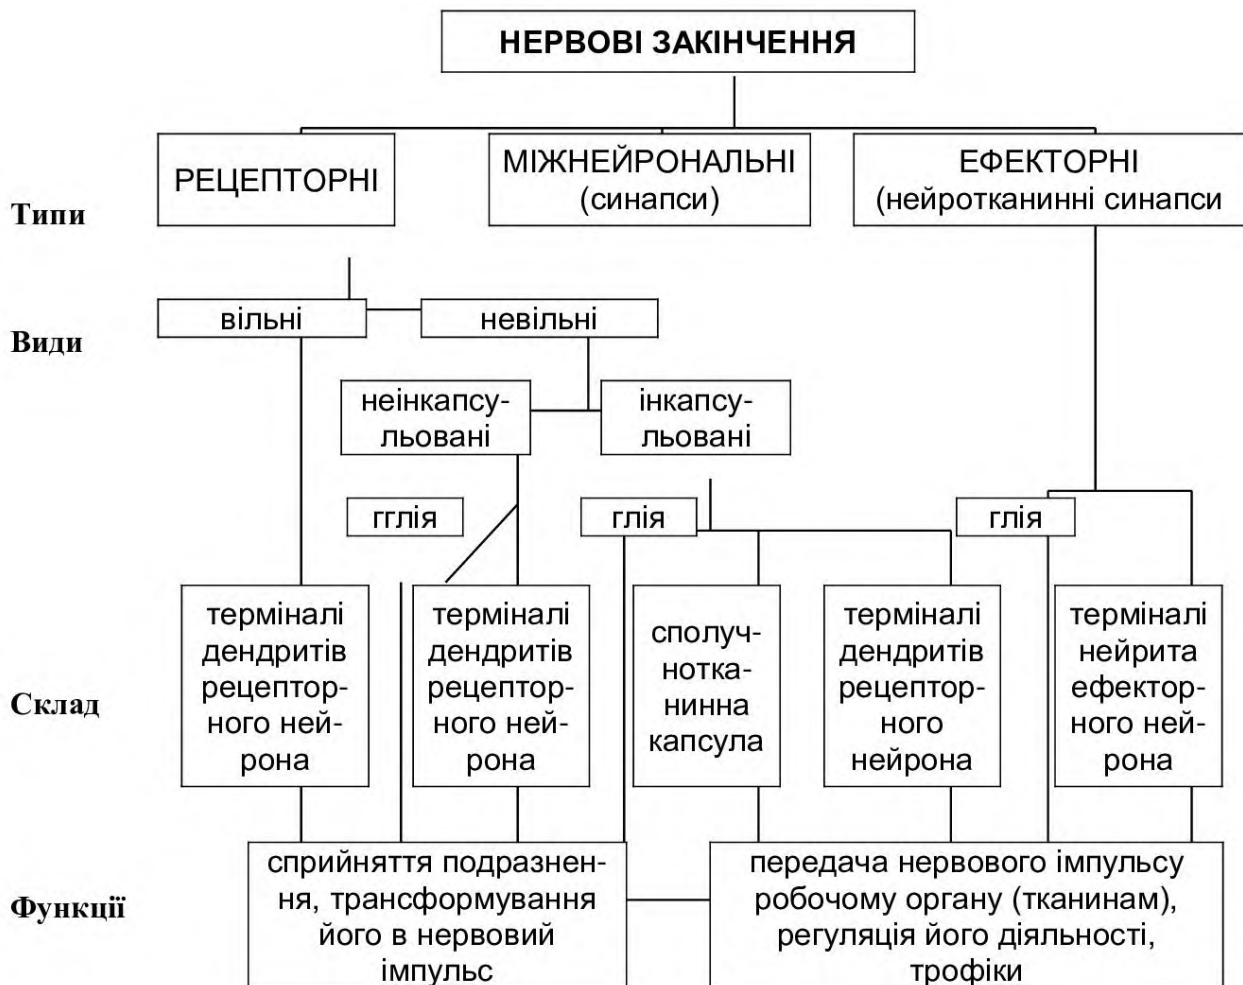 НЕРВОВІ ЗАКІНЧЕННЯ
РЕЦЕПТОРНІ
МІЖНЕЙРОНАЛЬНІ
(синапси)
ЕФЕКТОРНІ
(нейротканинні синапси
Типи
вільні
невільні
Види
неінкапсу-
льовані
інкапсу-
льовані
гглія
глія
глія
Склад
терміналі
дендритів
рецептор-
ного ней-
рона
терміналі
дендритів
рецептор-
ного ней-
рона
сполуч-
нотка-
нинна
капсула
терміналі
дендритів
рецептор-
ного
нейрона
терміналі
нейрита
ефектор-
ного ней-
рона
Функції
сприйняття подразнен-
ня, трансформування
його в нервовий
імпульс
передача нервового імпульсу
робочому органу (тканинам),
регуляція його діяльності,
трофіки